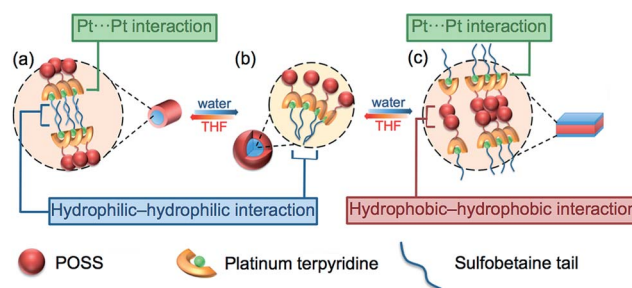 Pt···Pt interaction
Pt···Pt interaction
(a)
(b)
(c)
water
THF
water
THF
Hydrophilic–hydrophilic interaction
Hydrophobic–hydrophobic interaction
POSS
Platinum terpyridine
Sulfobetaine tail